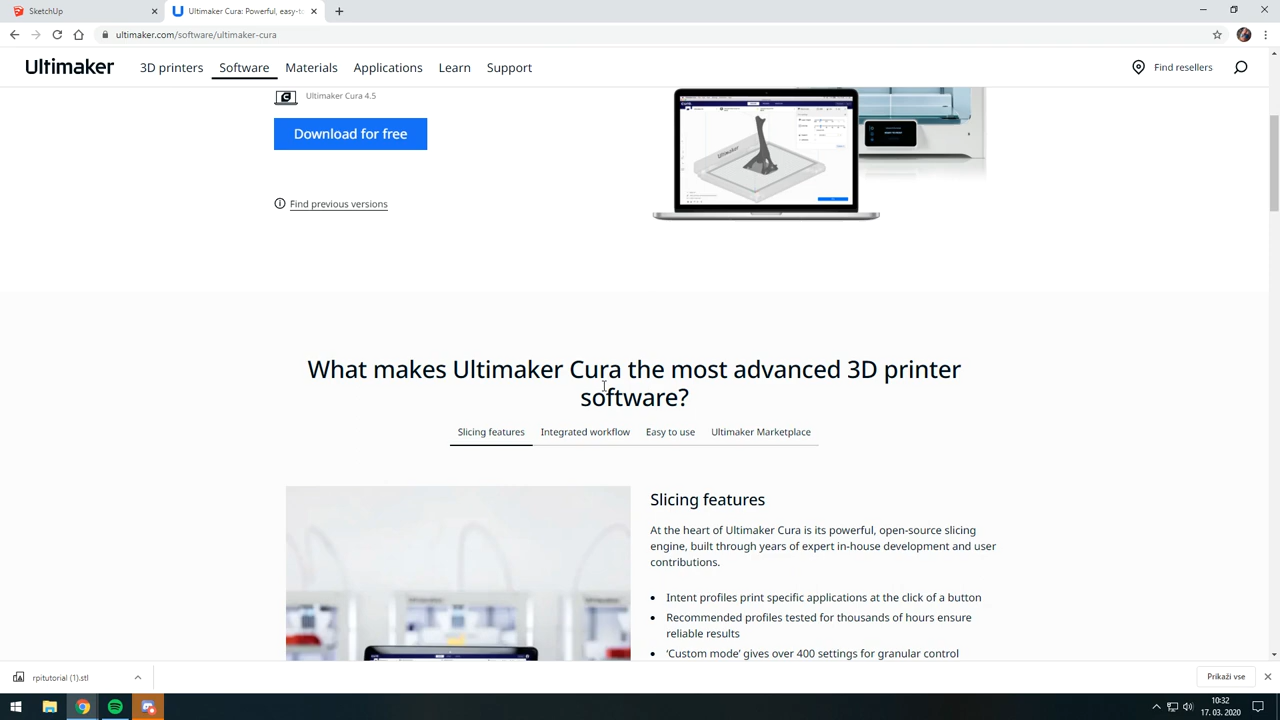 SketchUp
Ultimaker Cura: Powerful, easy-to
ultimaker.com/software/ultimaker-cura
Ultimaker
3D printers
Software
Materials
Applications
Learn
Support
Find resellers
Ultimaker Cura 4.5
Download for free
Find previous versions
What makes Ultimaker Cura the most advanced 3D printer
software?
Slicing features
Integrated workflow
Easy to use
Ultimaker Marketplace
Slicing features
At the heart of Ultimaker Cura is its powerful, open-source slicing
engine, built through years of expert in-house development and user
contributions.
Intent profiles print specific applications at the click of a button
Recommended profiles tested for thousands of hours ensure
reliable results
‘Custom mode’ gives over 400 settings for granular control
rpitutorial (1).stl
Prikaži vse
10:32
17. 03. 2020